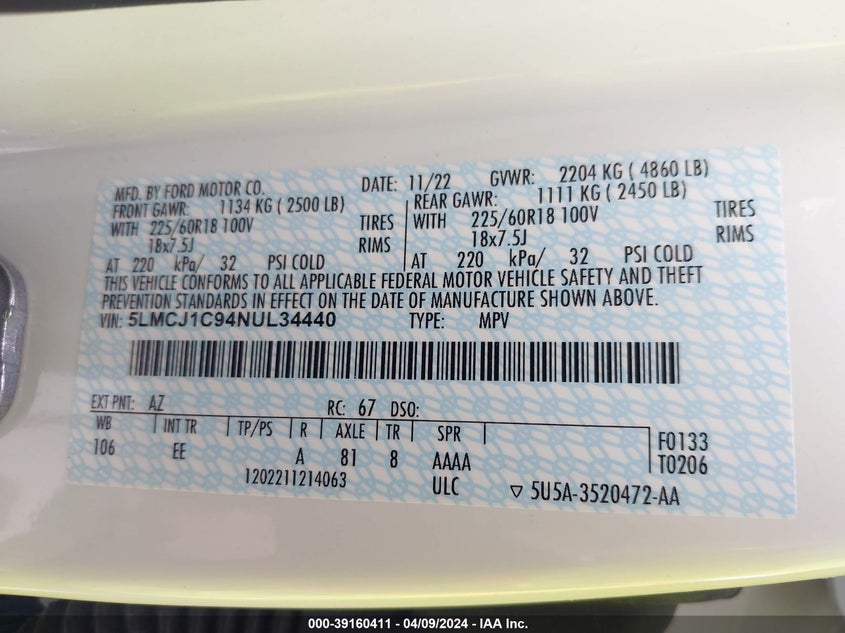 MFD. BY FORD MOTOR CO. DATE: 11/22 GVWR: 2204 KG ( 4860 LB)
FRONT GAWR: 1134 KG ( 2500 LB) REAR GAWR: 1111 KG ( 2450 LB)
WITH 225/60R18 100V TIRES WITH 225/60R18 100V TIRES
18x7.5J RIMS 18x7.5J RIMS
AT 220 kPa/ 32 PSI COLD AT 220 kPa/ 32 PSI COLD
THIS VEHICLE CONFORMS TO ALL APPLICABLE FEDERAL MOTOR VEHICLE SAFETY AND THEFT
PREVENTION STANDARDS IN EFFECT ON THE DATE OF MANUFACTURE SHOWN ABOVE.
VIN: 5LMCJ1C94NUL34440 TYPE: MPV
EXT PNT: AZ RC: 67 DSO:
WB INT TR TP/PS R AXLE TR SPR F0133
106 EE A 81 8 AAAA T0206
1202211214063 ULC ▽ 5U5A-3520472-AA
000-39160411 - 04/09/2024 - IAA Inc.